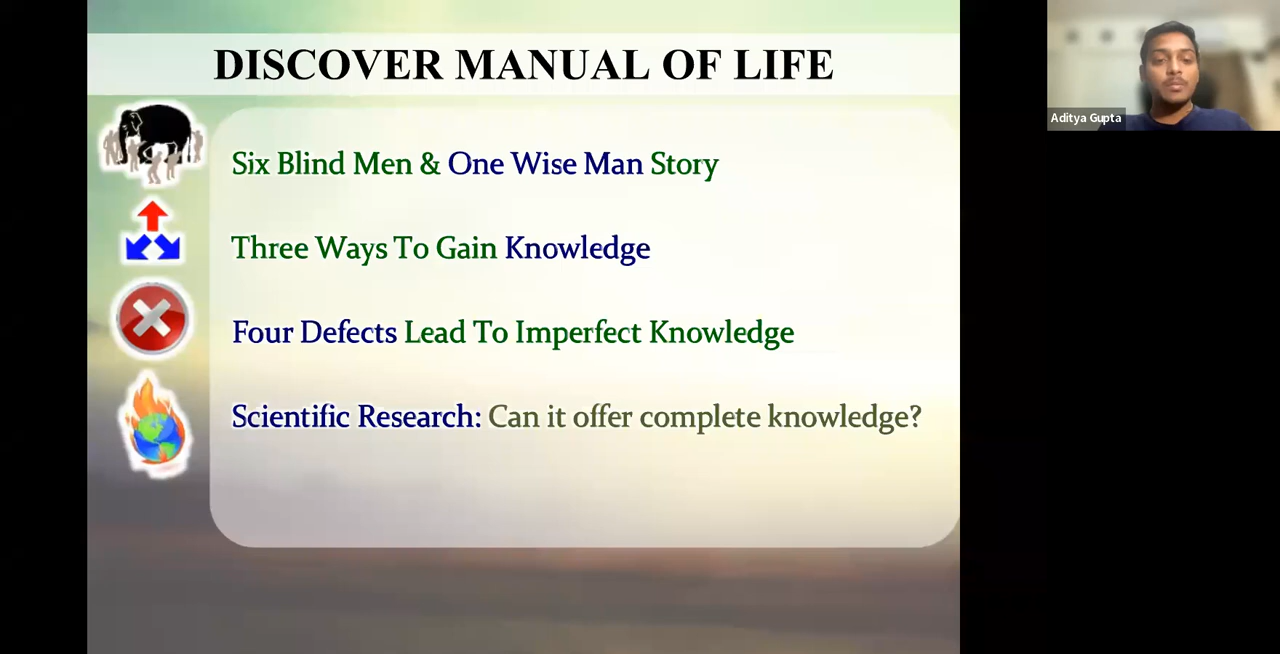 DISCOVER MANUAL OF LIFE
Six Blind Men & One Wise Man Story
Three Ways To Gain Knowledge
Four Defects Lead To Imperfect Knowledge
Scientific Research: Can it offer complete knowledge?
Aditya Gupta